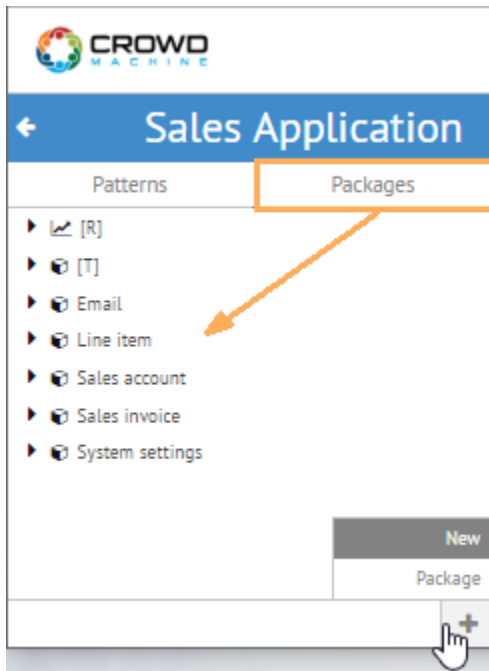 CROWD
MACHINE
Sales Application
Patterns
Packages
[R]
[T]
Email
Line item
Sales account
Sales invoice
System settings
New
Package